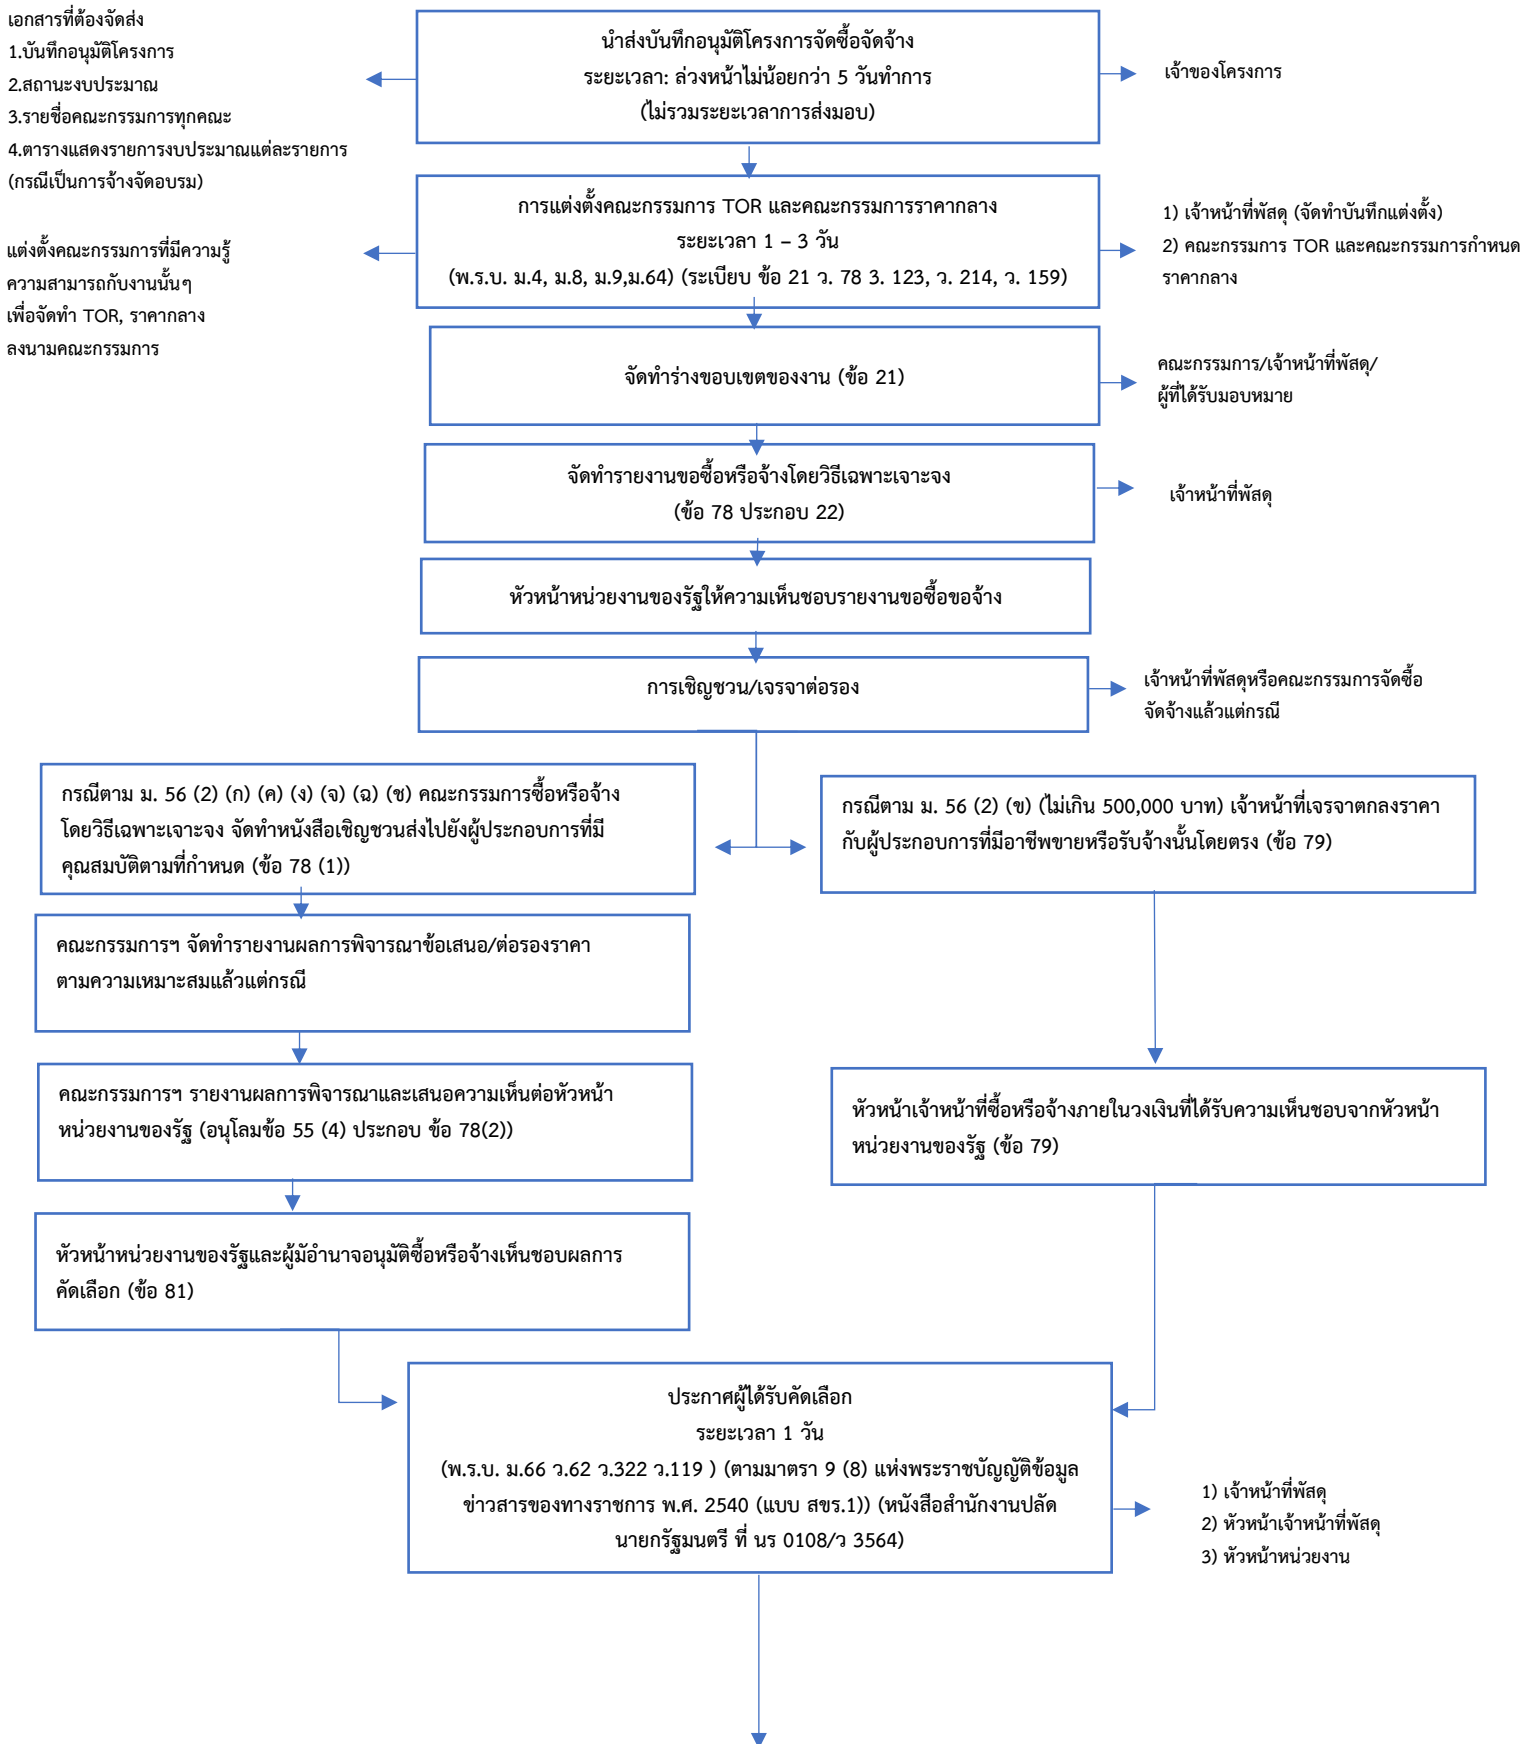 เอกสารที่ต้องจัดส่ง
1.บันทึกอนุมัติโครงการ
2.สถานะงบประมาณ
3.รายชื่อคณะกรรมการทุกคณะ
4.ตารางแสดงรายการงบประมาณแต่ละรายการ
(กรณีเป็นการจ้างจัดอบรม)
นำส่งบันทึกอนุมัติโครงการจัดซื้อจัดจ้าง
ระยะเวลา: ล่วงหน้าไม่น้อยกว่า 5 วันทำการ
(ไม่รวมระยะเวลาการส่งมอบ)
เจ้าของโครงการ
แต่งตั้งคณะกรรมการที่มีความรู้
ความสามารถกับงานนั้นๆ
เพื่อจัดทำ TOR, ราคากลาง
ลงนามคณะกรรมการ
การแต่งตั้งคณะกรรมการ TOR และคณะกรรมการราคากลาง
ระยะเวลา 1 – 3 วัน
(พ.ร.บ. ม.4, ม.8, ม.9,ม.64) (ระเบียบ ข้อ 21 ว. 78 3. 123, ว. 214, ว. 159)
1) เจ้าหน้าที่พัสดุ (จัดทำบันทึกแต่งตั้ง)
2) คณะกรรมการ TOR และคณะกรรมการกำหนด
ราคากลาง
จัดทำร่างขอบเขตของงาน (ข้อ 21)
คณะกรรมการ/เจ้าหน้าที่พัสดุ/
ผู้ที่ได้รับมอบหมาย
จัดทำรายงานขอซื้อหรือจ้างโดยวิธีเฉพาะเจาะจง
(ข้อ 78 ประกอบ 22)
เจ้าหน้าที่พัสดุ
หัวหน้าหน่วยงานของรัฐให้ความเห็นชอบรายงานขอซื้อขอจ้าง
การเชิญชวน/เจรจาต่อรอง
เจ้าหน้าที่พัสดุหรือคณะกรรมการจัดซื้อ
จัดจ้างแล้วแต่กรณี
กรณีตาม ม. 56 (2) (ก) (ค) (ง) (จ) (ฉ) (ช) คณะกรรมการซื้อหรือจ้าง
โดยวิธีเฉพาะเจาะจง จัดทำหนังสือเชิญชวนส่งไปยังผู้ประกอบการที่มี
คุณสมบัติตามที่กำหนด (ข้อ 78 (1))
กรณีตาม ม. 56 (2) (ข) (ไม่เกิน 500,000 บาท) เจ้าหน้าที่เจรจาตกลงราคา
กับผู้ประกอบการที่มีอาชีพขายหรือรับจ้างนั้นโดยตรง (ข้อ 79)
คณะกรรมการฯ จัดทำรายงานผลการพิจารณาข้อเสนอ/ต่อรองราคา
ตามความเหมาะสมแล้วแต่กรณี
คณะกรรมการฯ รายงานผลการพิจารณาและเสนอความเห็นต่อหัวหน้า
หน่วยงานของรัฐ (อนุโลมข้อ 55 (4) ประกอบ ข้อ 78(2))
หัวหน้าเจ้าหน้าที่ซื้อหรือจ้างภายในวงเงินที่ได้รับความเห็นชอบจากหัวหน้า
หน่วยงานของรัฐ (ข้อ 79)
หัวหน้าหน่วยงานของรัฐและผู้มัอำนาจอนุมัติซื้อหรือจ้างเห็นชอบผลการ
คัดเลือก (ข้อ 81)
ประกาศผู้ได้รับคัดเลือก
ระยะเวลา 1 วัน
(พ.ร.บ. ม.66 ว.62 ว.322 ว.119 ) (ตามมาตรา 9 (8) แห่งพระราชบัญญัติข้อมูล
ข่าวสารของทางราชการ พ.ศ. 2540 (แบบ สขร.1)) (หนังสือสำนักงานปลัด
นายกรัฐมนตรี ที่ นร 0108/ว 3564)
1) เจ้าหน้าที่พัสดุ
2) หัวหน้าเจ้าหน้าที่พัสดุ
3) หัวหน้าหน่วยงาน